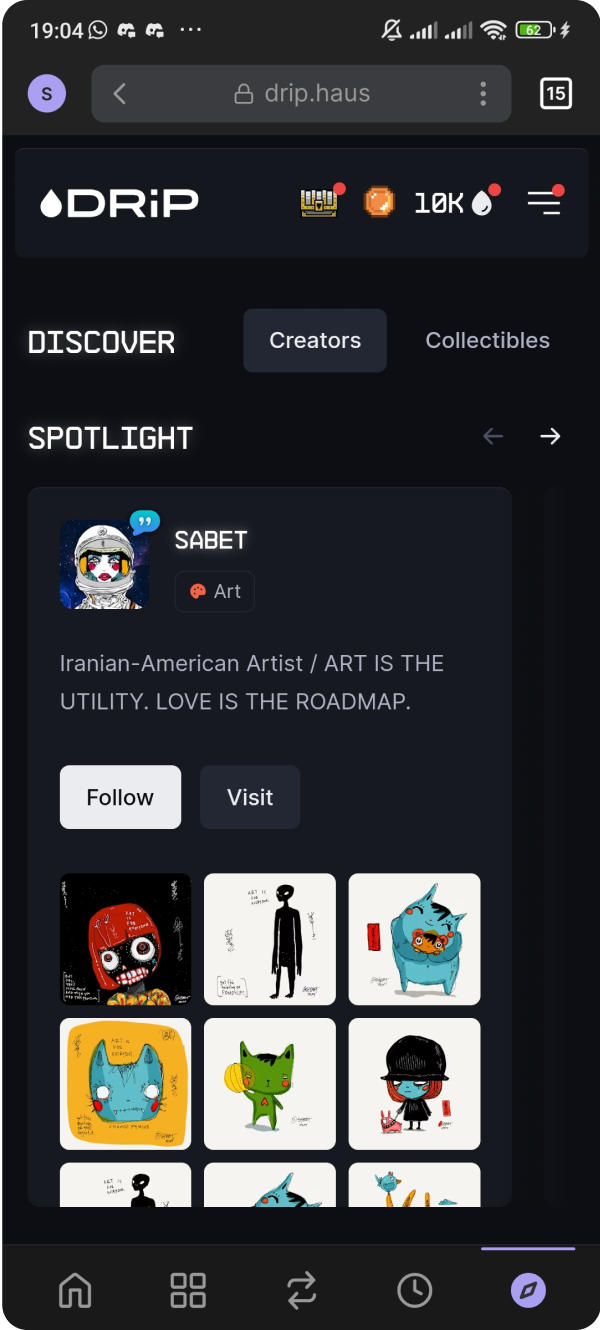 19:04
62
S
drip.haus
15
DRiP
10K
DISCOVER
Creators
Collectibles
SPOTLIGHT
SABET
Art
Iranian-American Artist / ART IS THE
UTILITY. LOVE IS THE ROADMAP.
Follow
Visit